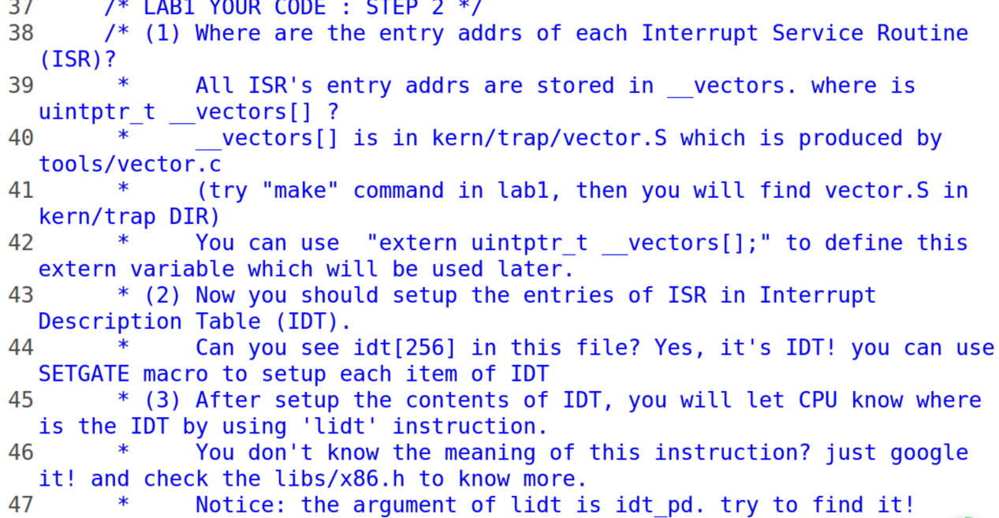 37      /* LAB1 YOUR CODE : STEP 2 */
38      /* (1) Where are the entry addrs of each Interrupt Service Routine
(ISR)?
39       *     All ISR's entry addrs are stored in __vectors. where is
uintptr_t __vectors[] ?
40       *     __vectors[] is in kern/trap/vector.S which is produced by
tools/vector.c
41       *     (try "make" command in lab1, then you will find vector.S in
kern/trap DIR)
42       *     You can use  "extern uintptr_t __vectors[];" to define this
extern variable which will be used later.
43       * (2) Now you should setup the entries of ISR in Interrupt
Description Table (IDT).
44       *     Can you see idt[256] in this file? Yes, it's IDT! you can use
SETGATE macro to setup each item of IDT
45       * (3) After setup the contents of IDT, you will let CPU know where
is the IDT by using 'lidt' instruction.
46       *     You don't know the meaning of this instruction? just google
it! and check the libs/x86.h to know more.
47       *     Notice: the argument of lidt is idt_pd. try to find it!